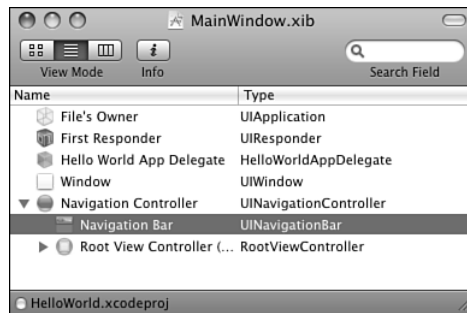 MainWindow.xib
View Mode Info Search Field
Name Type
File's Owner UIApplication
First Responder UIResponder
Hello World App Delegate HelloWorldAppDelegate
Window UIWindow
Navigation Controller UINavigationController
Navigation Bar UINavigationBar
Root View Controller (... RootViewController
HelloWorld.xcodeproj